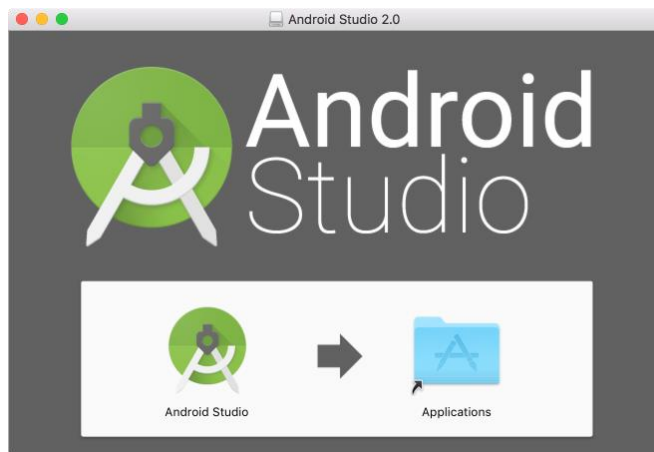 Android Studio 2.0
Android
Studio
Android Studio
Applications